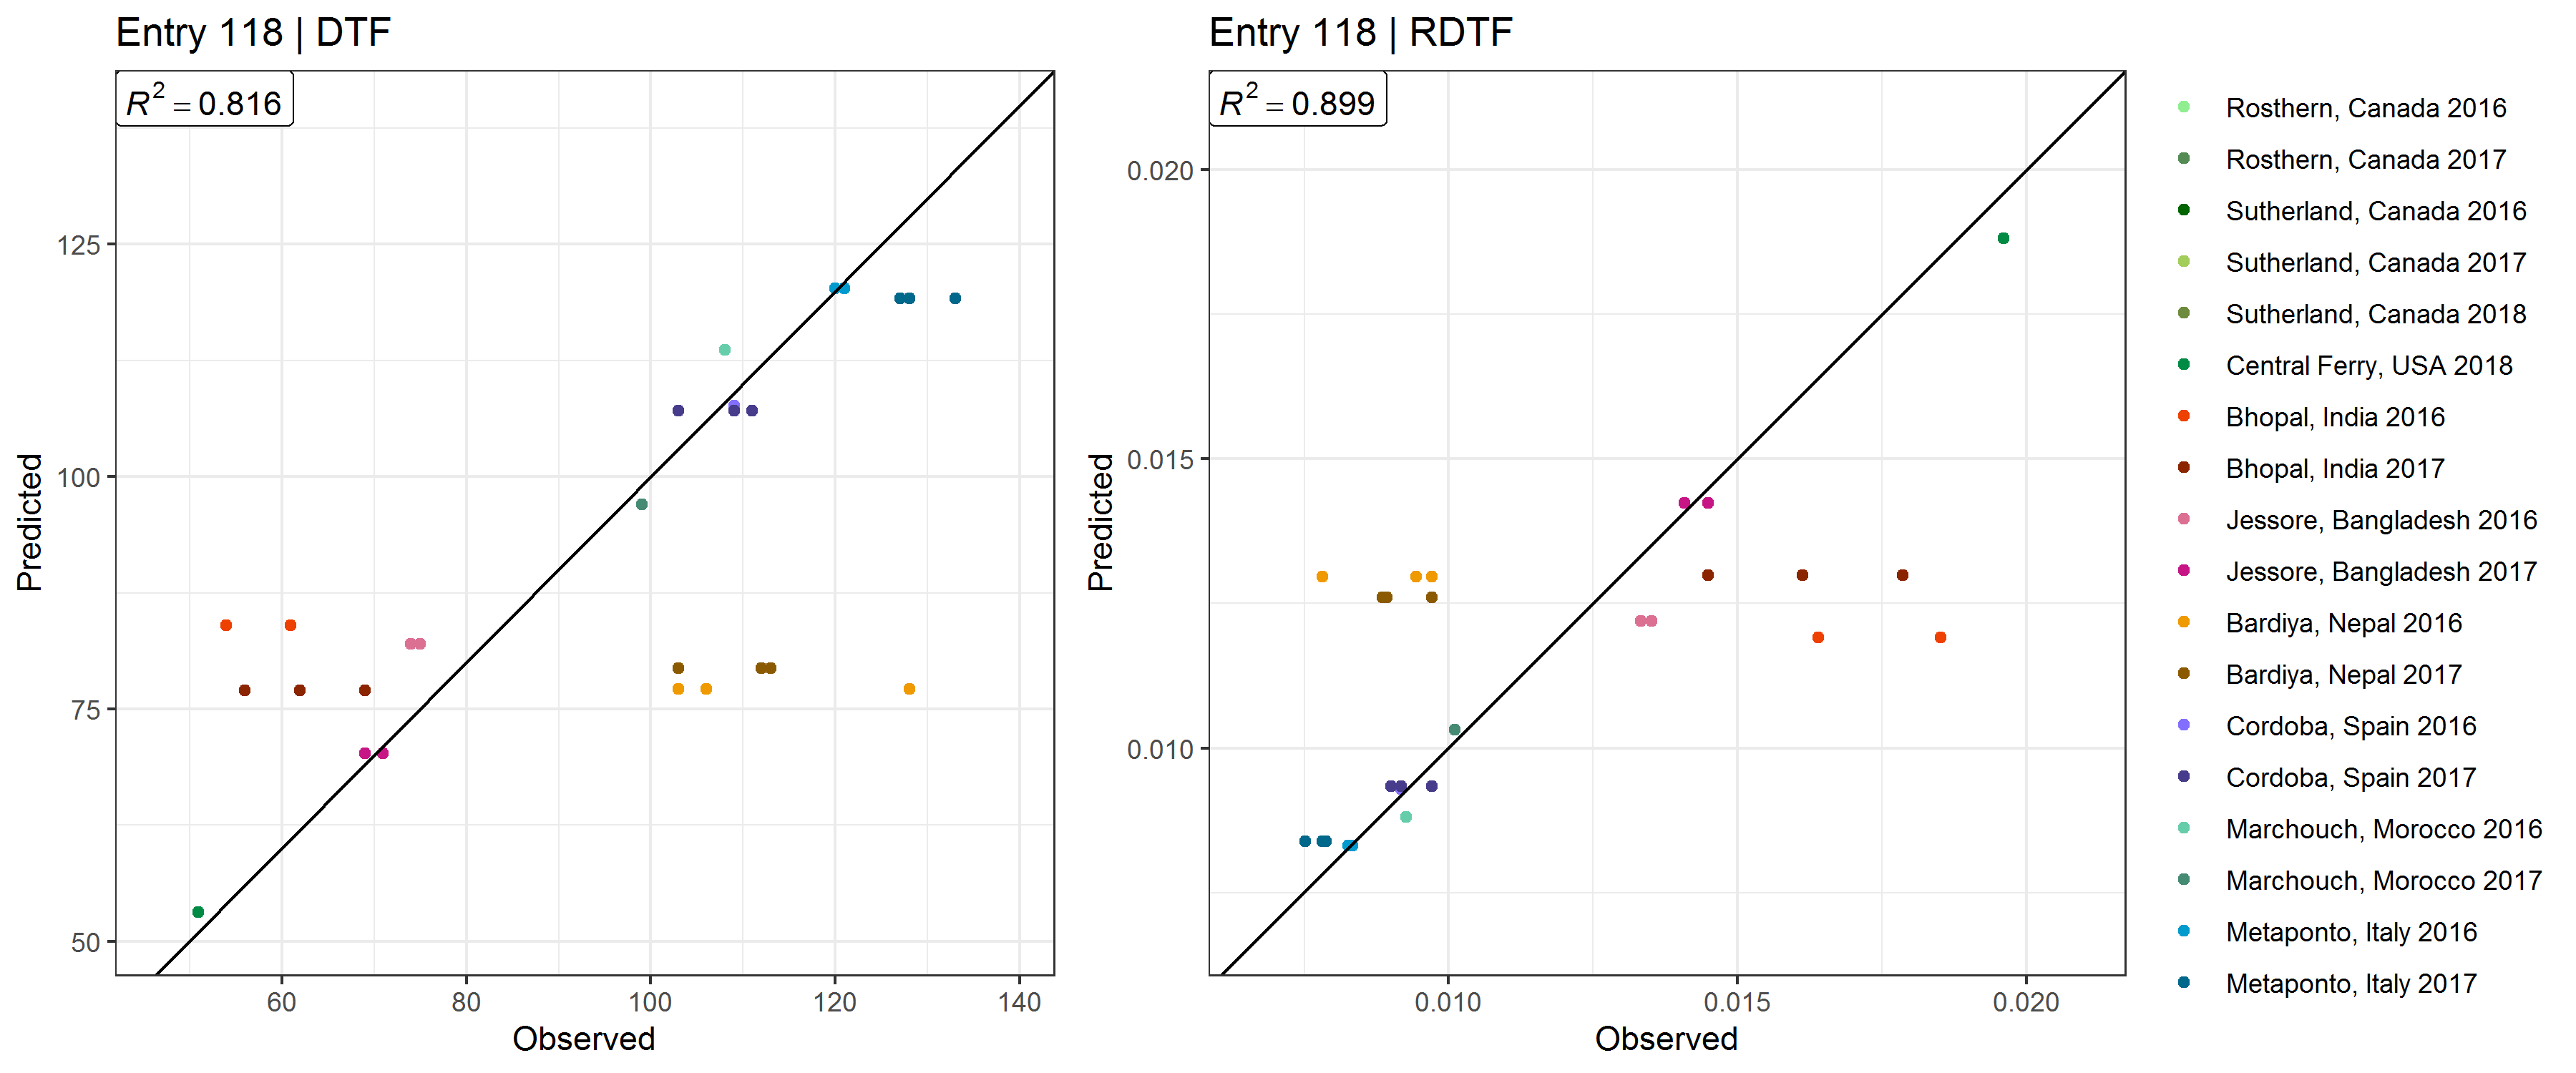 Entry 118 | DTF
R² = 0.816
125
100
75
50
60 80 100 120 140
Observed
Predicted
Entry 118 | RDTF
R² = 0.899
0.020
0.015
0.010
0.010 0.015 0.020
Observed
Predicted
Rosthern, Canada 2016
Rosthern, Canada 2017
Sutherland, Canada 2016
Sutherland, Canada 2017
Sutherland, Canada 2018
Central Ferry, USA 2018
Bhopal, India 2016
Bhopal, India 2017
Jessore, Bangladesh 2016
Jessore, Bangladesh 2017
Bardiya, Nepal 2016
Bardiya, Nepal 2017
Cordoba, Spain 2016
Cordoba, Spain 2017
Marchouch, Morocco 2016
Marchouch, Morocco 2017
Metaponto, Italy 2016
Metaponto, Italy 2017